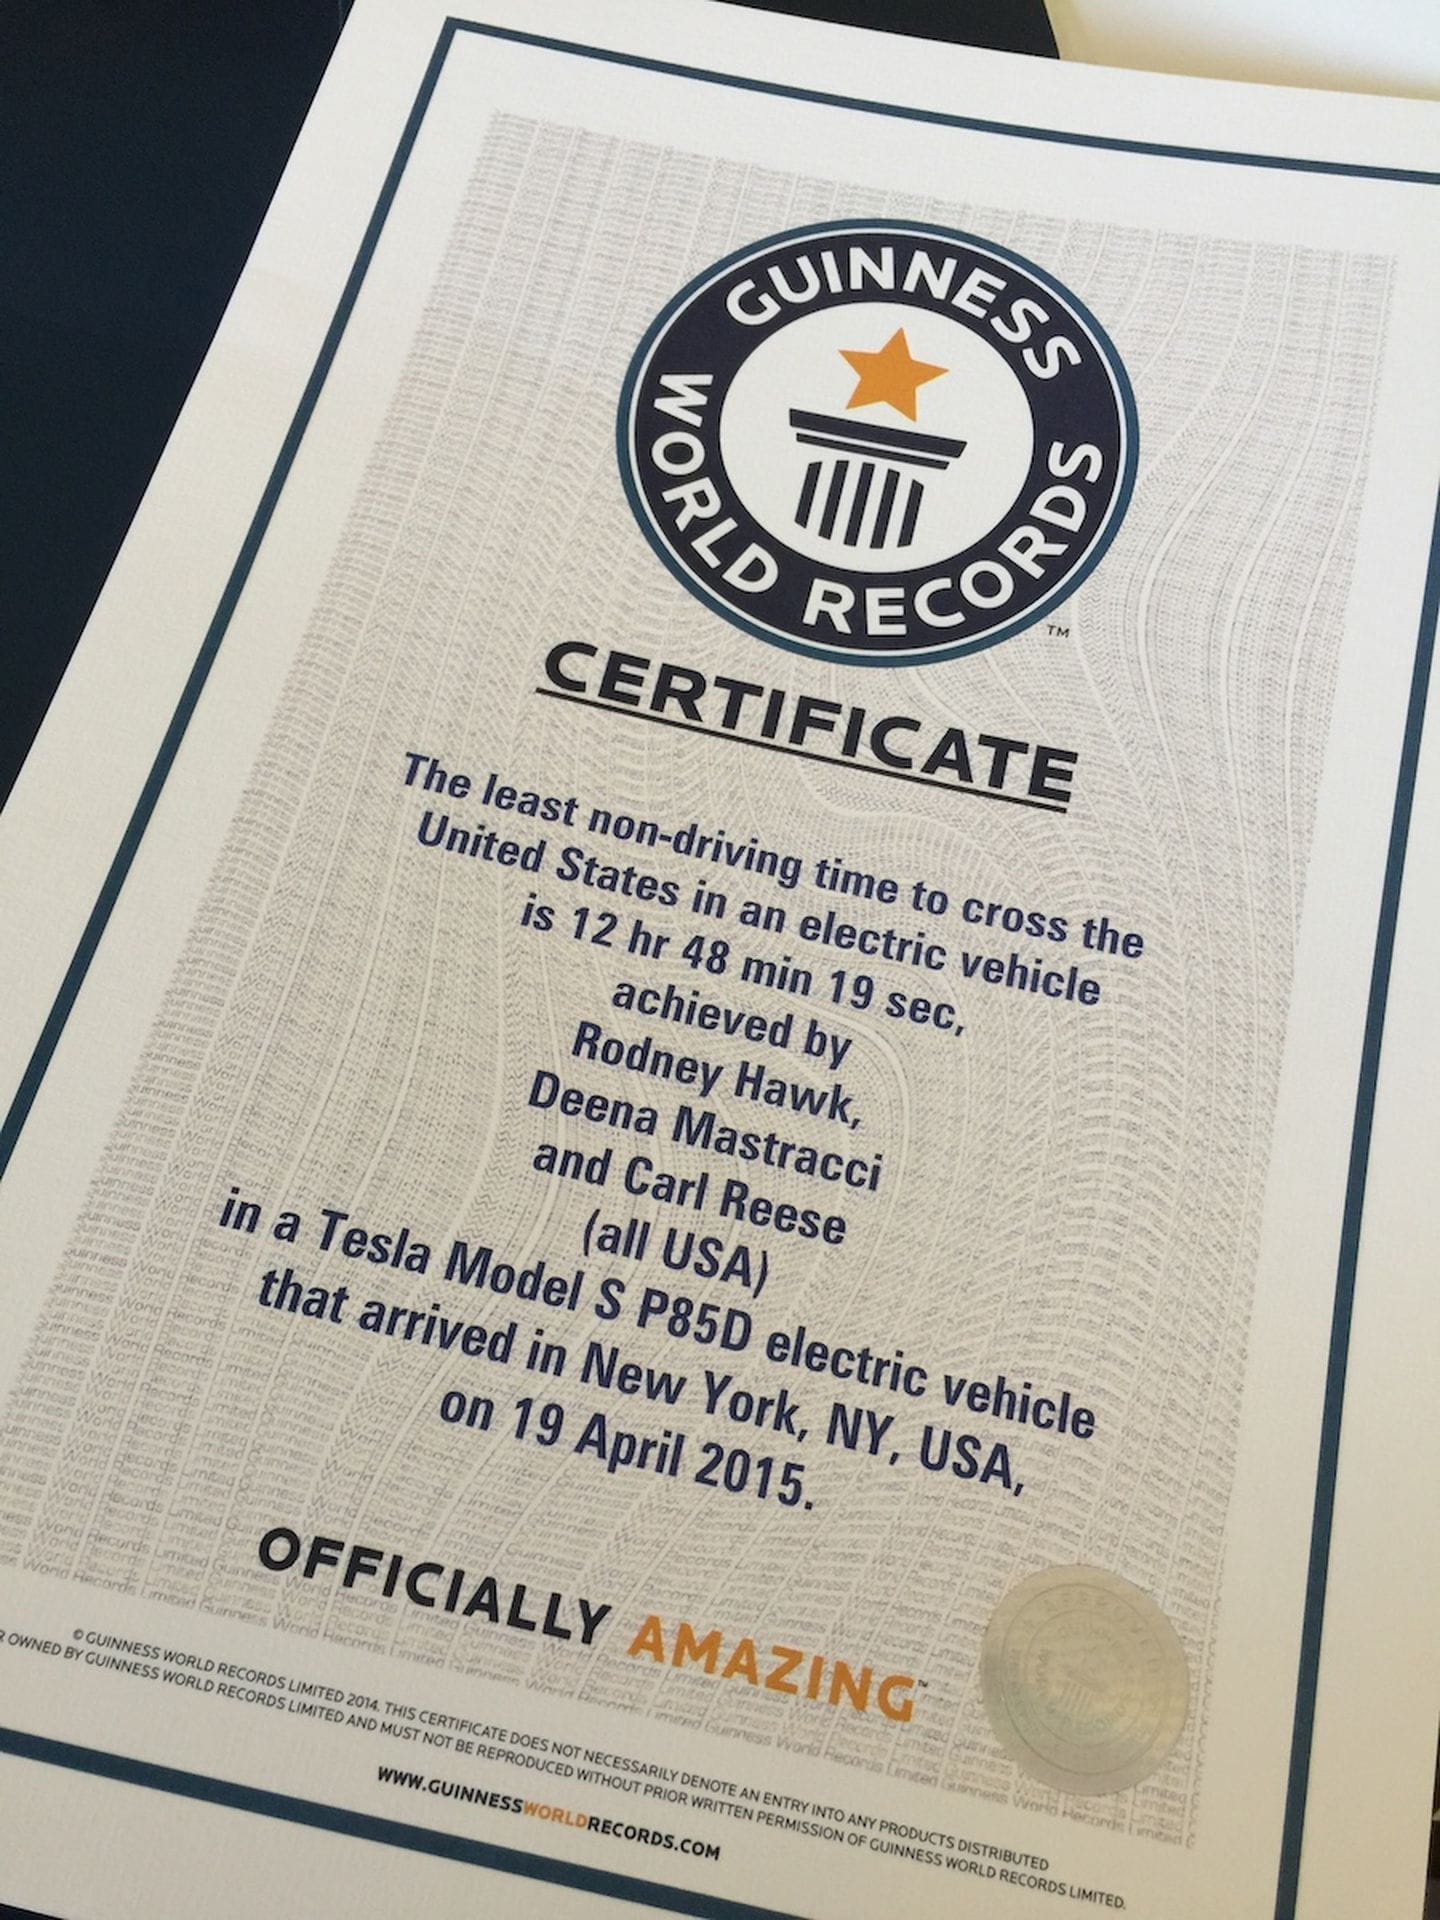 GUINNESS
WORLD RECORDS
TM
CERTIFICATE
The least non-driving time to cross the
United States in an electric vehicle
is 12 hr 48 min 19 sec,
achieved by
Rodney Hawk,
Deena Mastracci
and Carl Reese
(all USA)
in a Tesla Model S P85D electric vehicle
that arrived in New York, NY, USA,
on 19 April 2015.
OFFICIALLY AMAZING™
© GUINNESS WORLD RECORDS LIMITED 2014. THIS CERTIFICATE DOES NOT NECESSARILY DENOTE AN ENTRY INTO ANY PRODUCTS DISTRIBUTED
OWNED BY GUINNESS WORLD RECORDS LIMITED AND MUST NOT BE REPRODUCED WITHOUT PRIOR WRITTEN PERMISSION OF GUINNESS WORLD RECORDS LIMITED.
WWW.GUINNESSWORLDRECORDS.COM